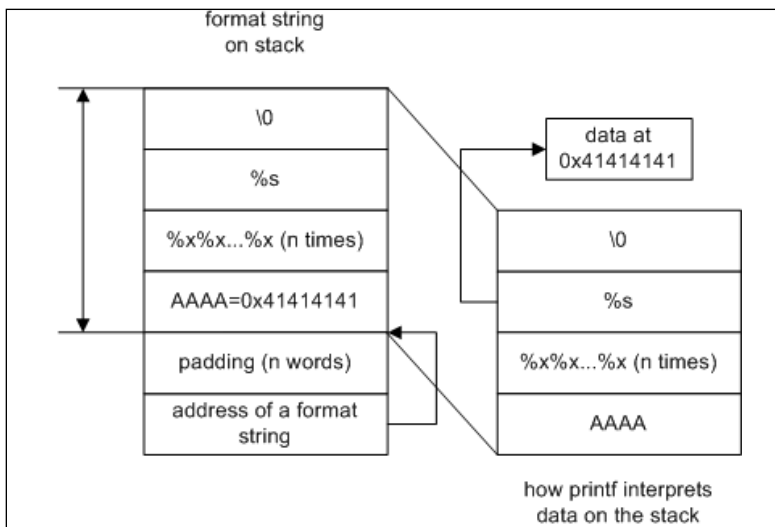 format string
on stack
\0
%s
%x%x...%x (n times)
AAAA=0x41414141
padding (n words)
address of a format
string
data at
0x41414141
\0
%s
%x%x...%x (n times)
AAAA
how printf interprets
data on the stack